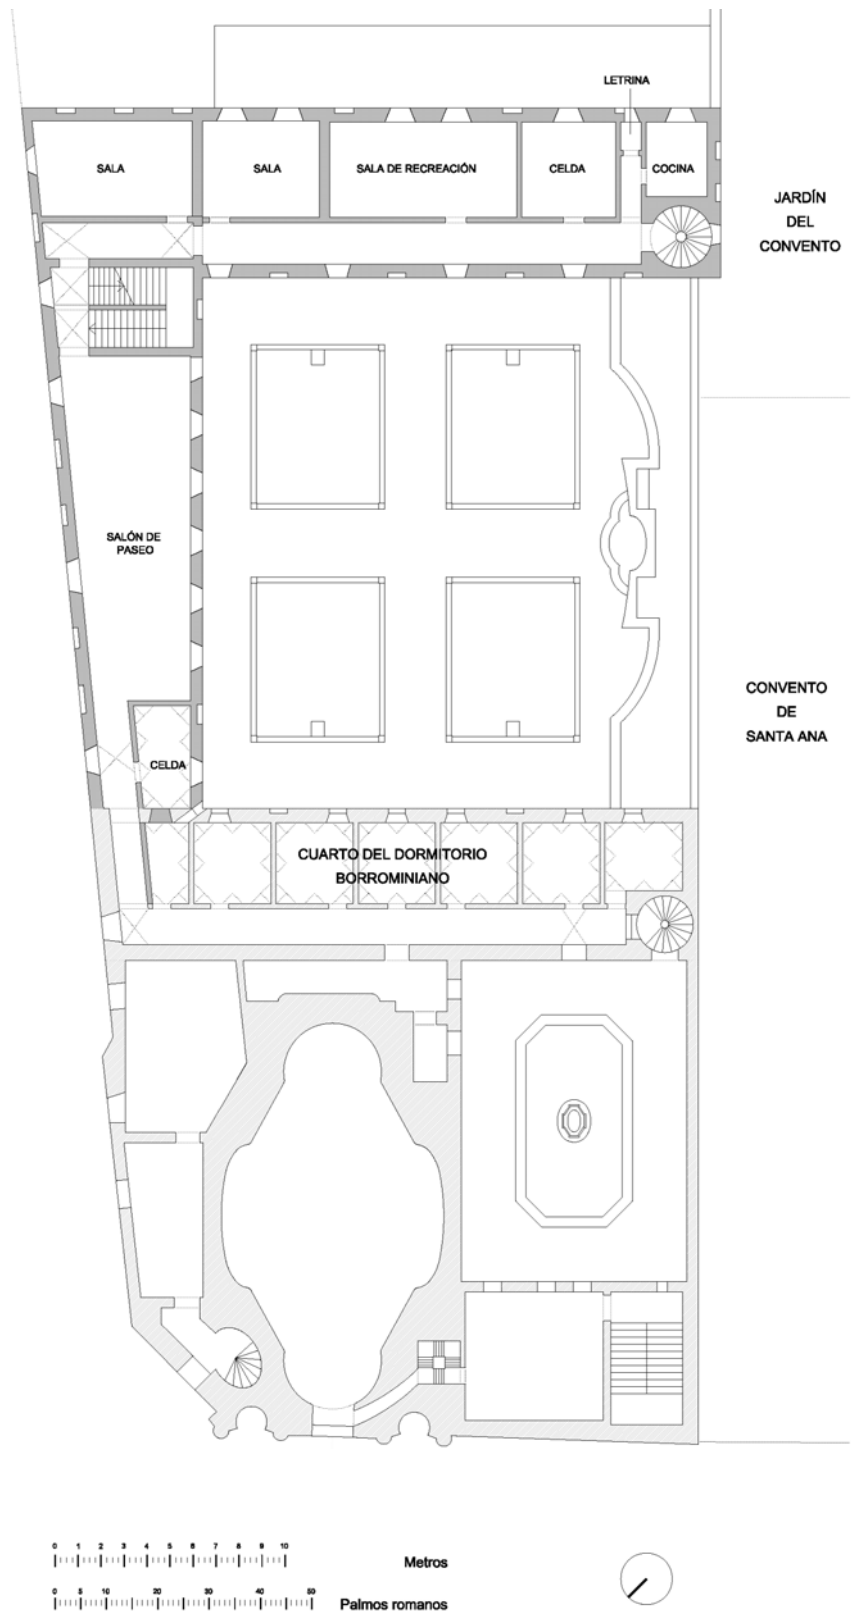 LETRINA
SALA
SALA
SALA DE RECREACIÓN
CELDA
COCINA
JARDÍN
DEL
CONVENTO
SALÓN DE
PASEO
CONVENTO
DE
SANTA ANA
CELDA
CUARTO DEL DORMITORIO
BORROMINIANO
0 1 2 3 4 5 6 7 8 9 10
Metros
0 5 10 20 30 40 50
Palmos romanos